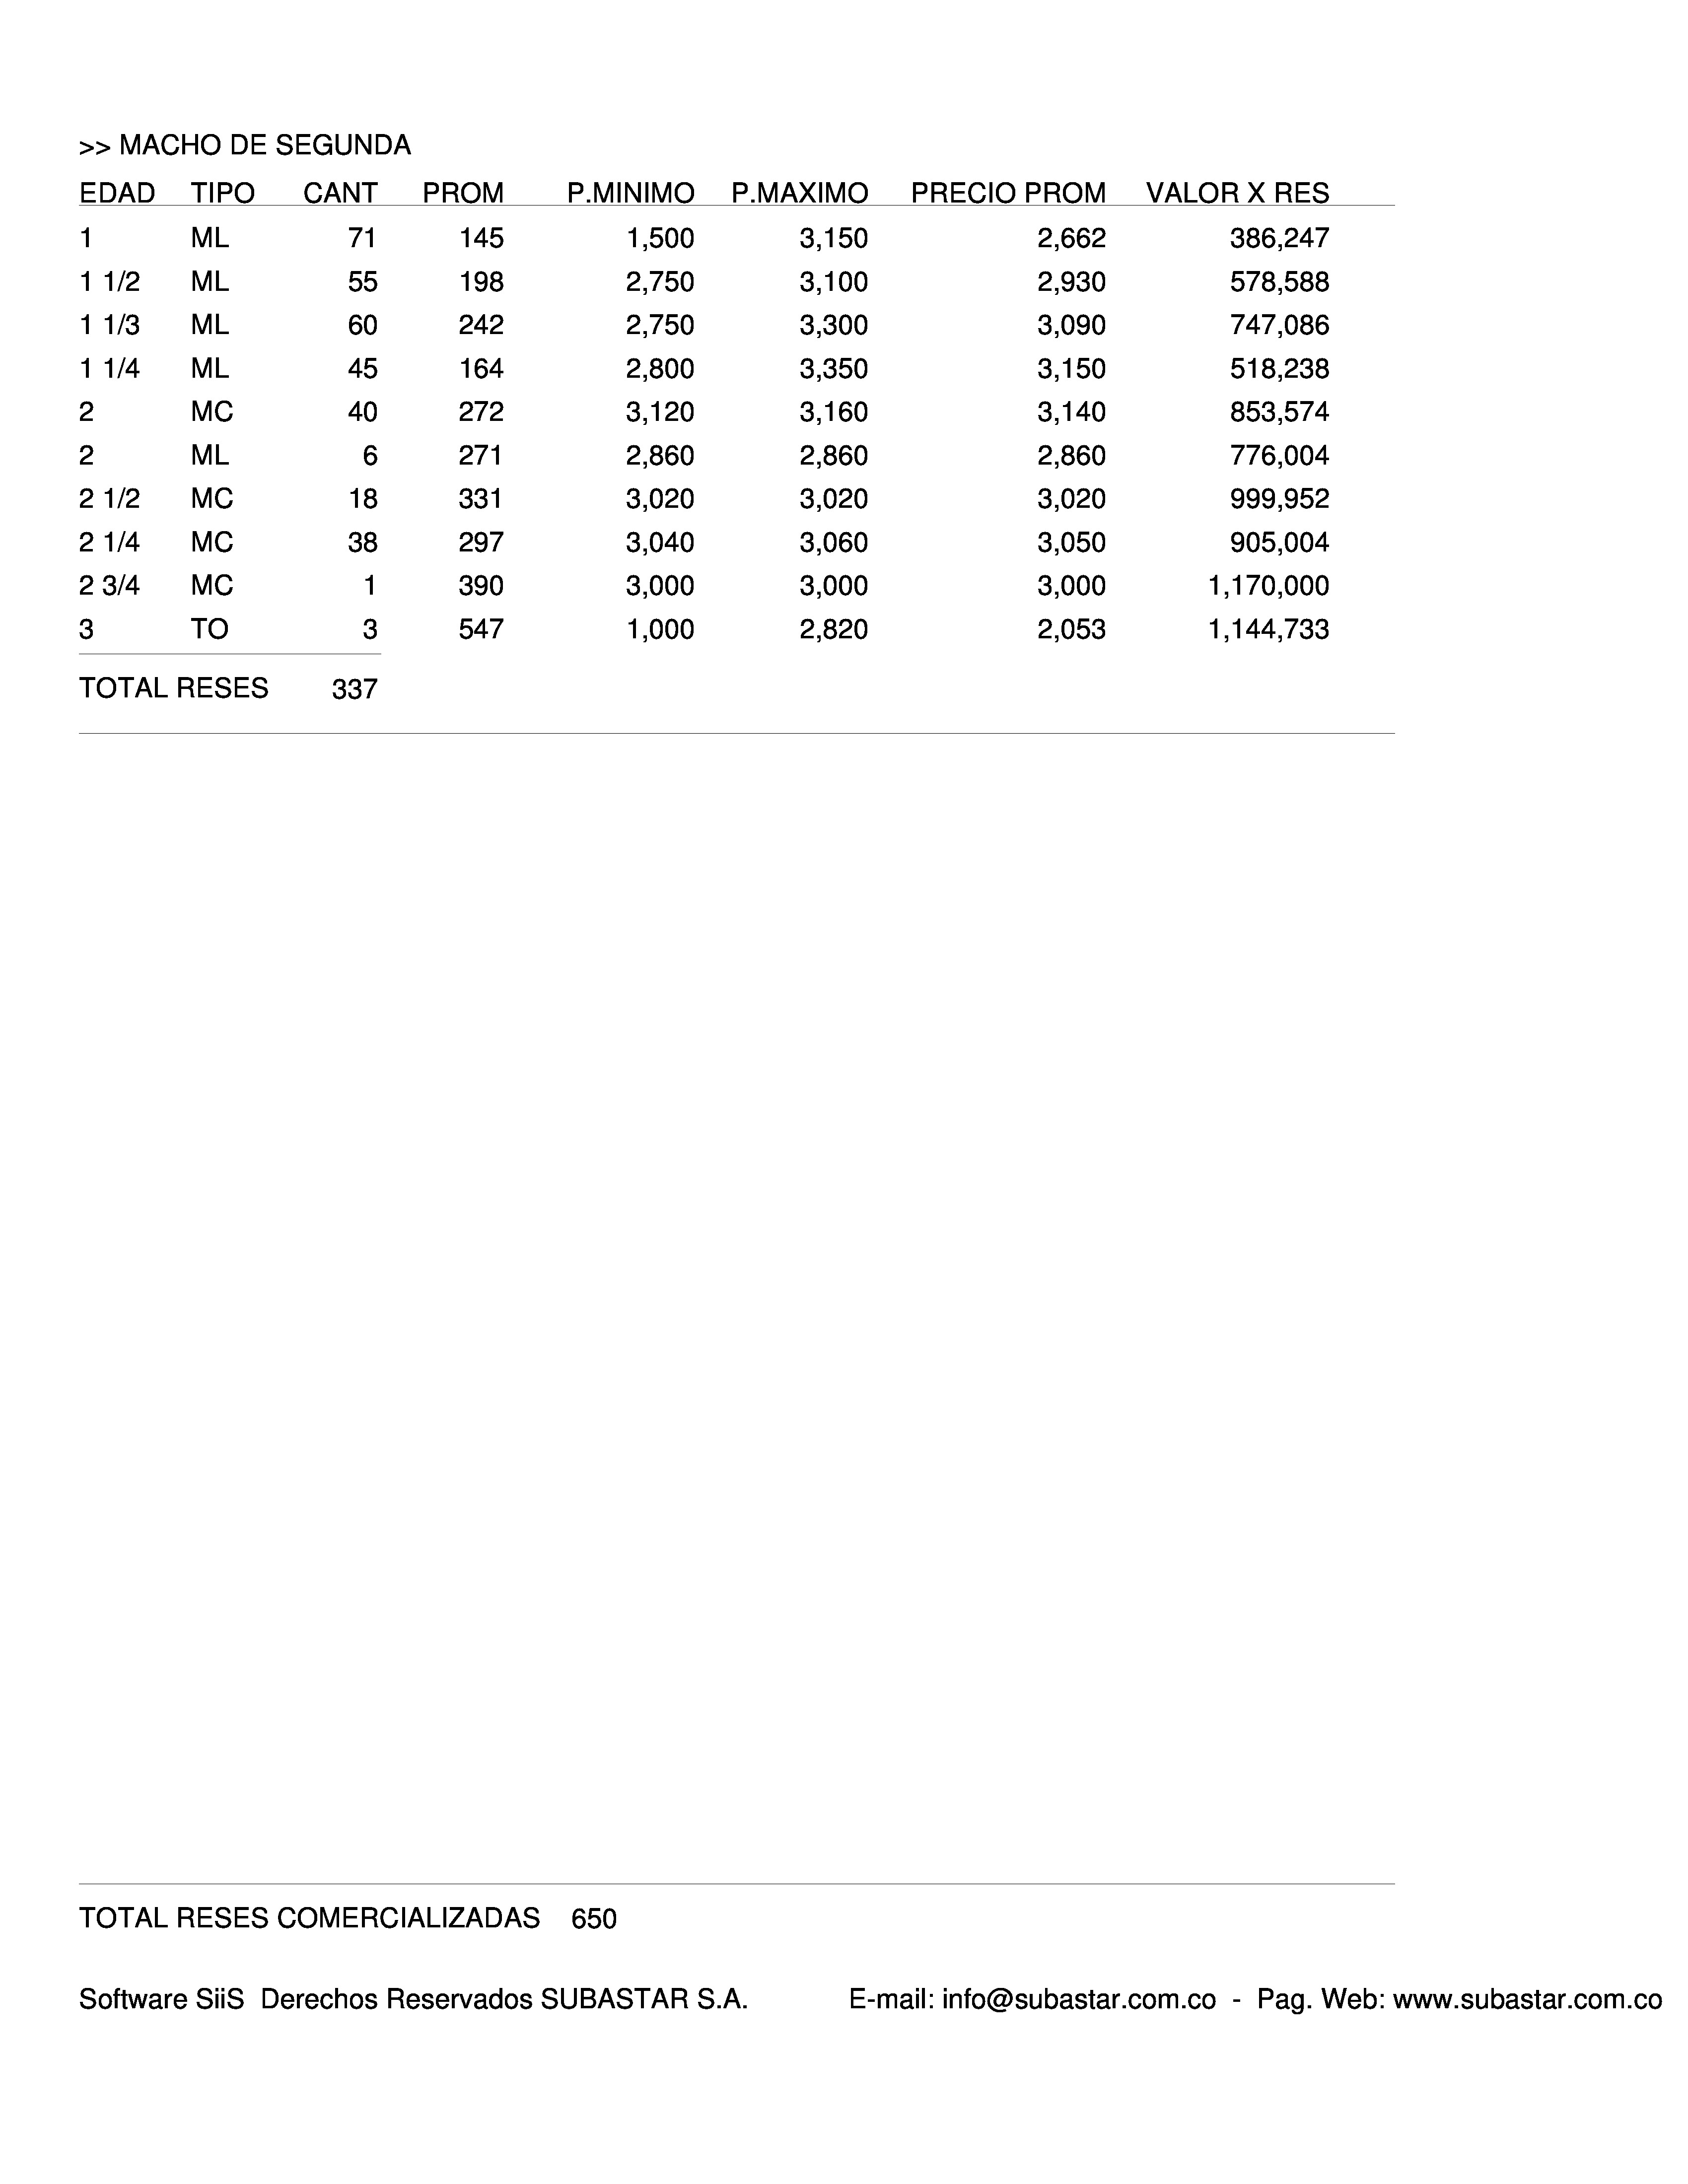 >> MACHO DE SEGUNDA
EDAD TIPO CANT PROM P.MINIMO P.MAXIMO PRECIO PROM VALOR X RES
1 ML 71 145 1,500 3,150 2,662 386,247
1 1/2 ML 55 198 2,750 3,100 2,930 578,588
1 1/3 ML 60 242 2,750 3,300 3,090 747,086
1 1/4 ML 45 164 2,800 3,350 3,150 518,238
2 MC 40 272 3,120 3,160 3,140 853,574
2 ML 6 271 2,860 2,860 2,860 776,004
2 1/2 MC 18 331 3,020 3,020 3,020 999,952
2 1/4 MC 38 297 3,040 3,060 3,050 905,004
2 3/4 MC 1 390 3,000 3,000 3,000 1,170,000
3 TO 3 547 1,000 2,820 2,053 1,144,733
TOTAL RESES 337
TOTAL RESES COMERCIALIZADAS 650
Software SiiS Derechos Reservados SUBASTAR S.A. E-mail: info@subastar.com.co - Pag. Web: www.subastar.com.co